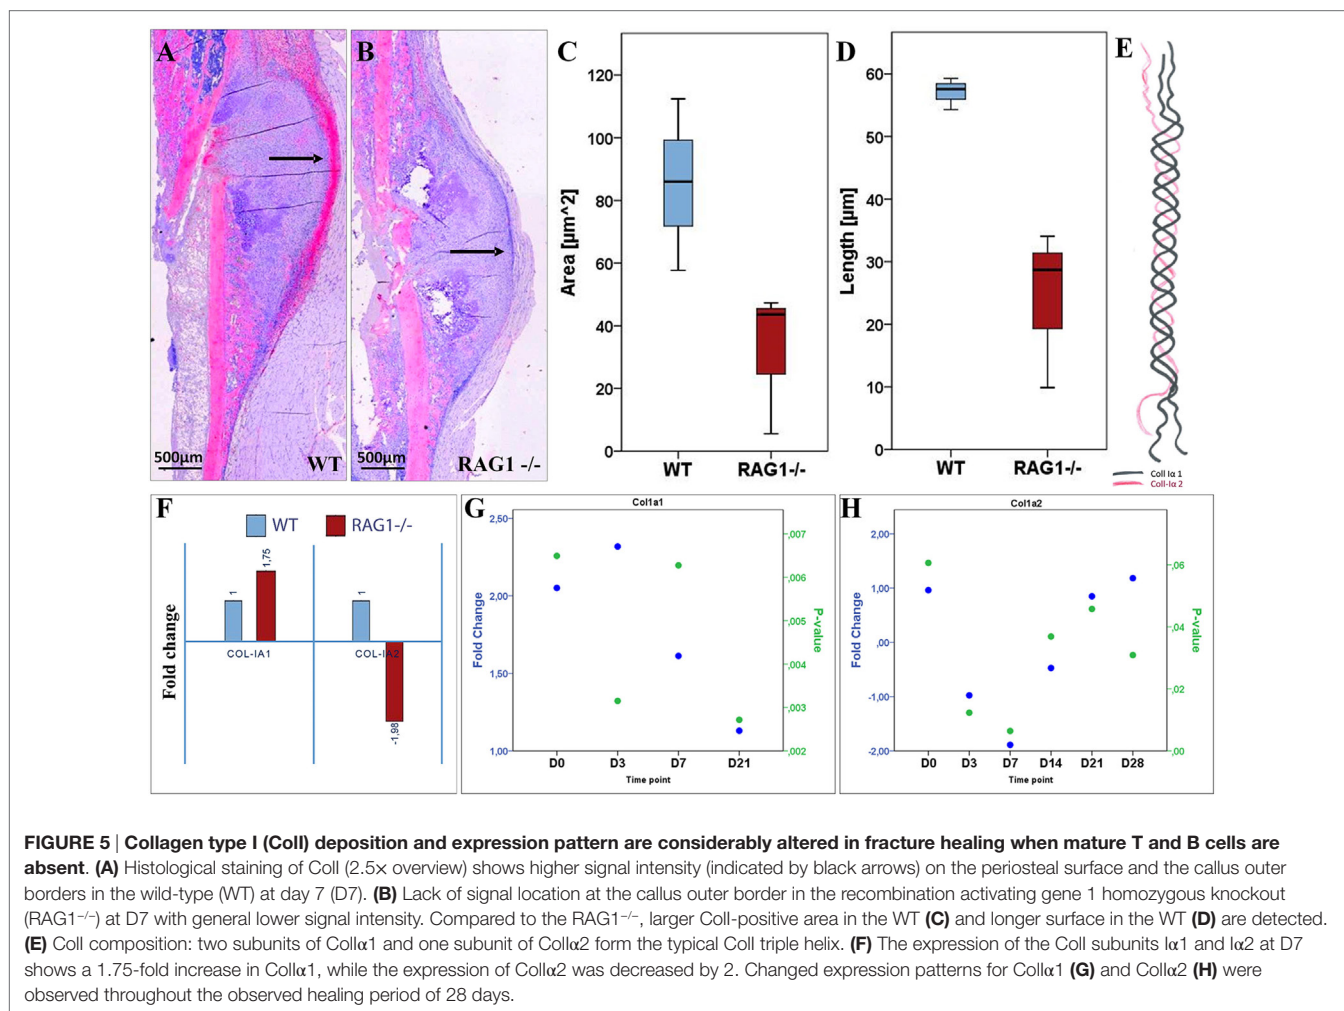 A
B
500µm
WT
500µm
RAG1 -/-
C
Area [µm^2]
120
100
80
60
40
20
0
WT
RAG1-/-
D
Length [µm]
60
50
40
30
20
10
0
WT
RAG1-/-
E
Coll Iα 1
Coll-Iα 2
F
WT
RAG1-/-
Fold change
1
1,75
COL-IA1
1
COL-IA2
-1,98
G
Col1a1
Fold Change
2,50
2,00
1,50
1,00
P-value
,007
,006
,005
,004
,003
,002
D0 D3 D7 D21
Time point
H
Col1a2
Fold Change
2,00
1,00
,00
-1,00
-2,00
P-value
,06
,04
,02
,00
D0 D3 D7 D14 D21 D28
Time point
FIGURE 5 | Collagen type I (ColI) deposition and expression pattern are considerably altered in fracture healing when mature T and B cells are
absent. (A) Histological staining of ColI (2.5× overview) shows higher signal intensity (indicated by black arrows) on the periosteal surface and the callus outer
borders in the wild-type (WT) at day 7 (D7). (B) Lack of signal location at the callus outer border in the recombination activating gene 1 homozygous knockout
(RAG1−/−) at D7 with general lower signal intensity. Compared to the RAG1−/−, larger ColI-positive area in the WT (C) and longer surface in the WT (D) are detected.
(E) ColI composition: two subunits of ColIα1 and one subunit of ColIα2 form the typical ColI triple helix. (F) The expression of the ColI subunits Iα1 and Iα2 at D7
shows a 1.75-fold increase in ColIα1, while the expression of ColIα2 was decreased by 2. Changed expression patterns for ColIα1 (G) and ColIα2 (H) were
observed throughout the observed healing period of 28 days.